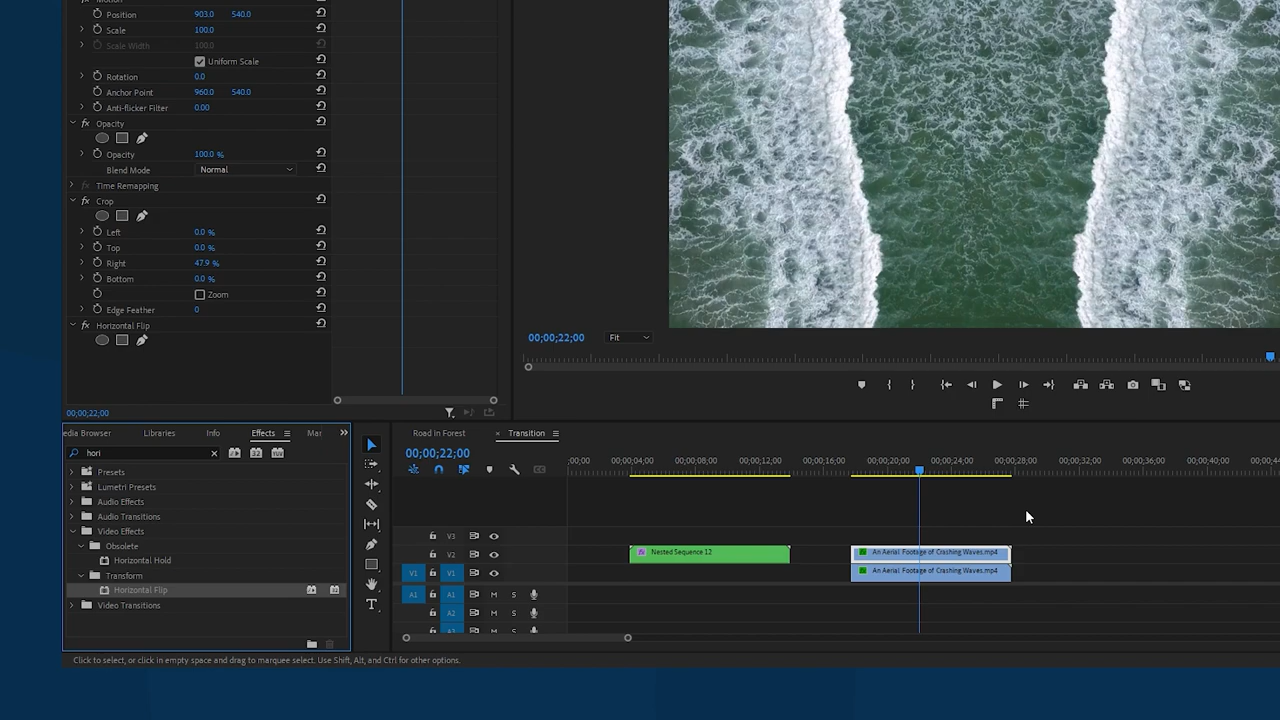 Position 903.0 540.0
Scale 100.0
Scale Width 100.0
Uniform Scale
Rotation 0.0
Anchor Point 960.0 540.0
Anti-flicker Filter 0.00
fx Opacity
Opacity 100.0 %
Blend Mode Normal
fx Time Remapping
fx Crop
Left 0.0 %
Top 0.0 %
Right 47.9 %
Bottom 0.0 %
Zoom
Edge Feather 0
fx Horizontal Flip
00;00;22;00 Fit
00;00;22;00
edia Browser Libraries Info Effects Mar
hori 32 YUV
Presets
Lumetri Presets
Audio Effects
Audio Transitions
Video Effects
Obsolete
Horizontal Hold
Transform
Horizontal Flip
Video Transitions
Road in Forest × Transition
00;00;22;00
;00;00 00;00;04;00 00;00;08;00 00;00;12;00 00;00;16;00 00;00;20;00 00;00;24;00 00;00;28;00 00;00;32;00 00;00;36;00 00;00;40;00 00;00;44
V3
V2 Nested Sequence 12 An Aerial Footage of Crashing Waves.mp4
V1 V1 An Aerial Footage of Crashing Waves.mp4
A1 A1 M S
A2 M S
T
Click to select, or click in empty space and drag to marquee select. Use Shift, Alt, and Ctrl for other options.